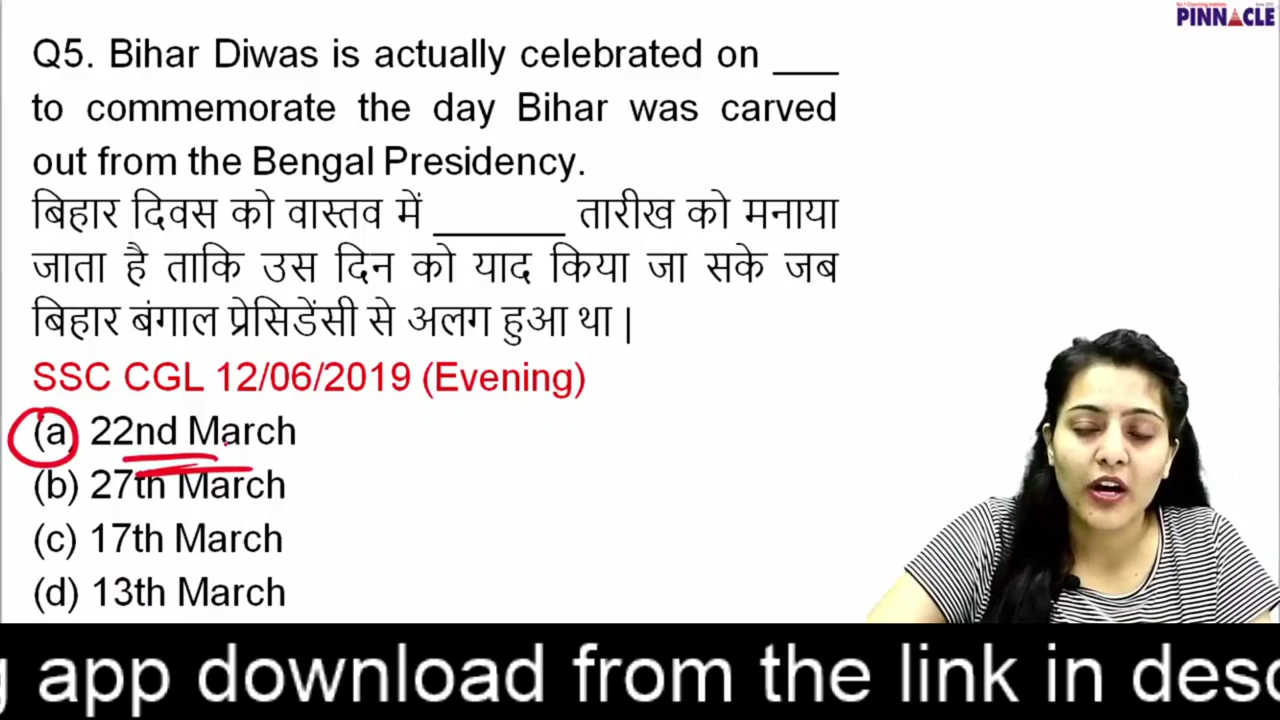 PINNACLE
Q5. Bihar Diwas is actually celebrated on ___
to commemorate the day Bihar was carved
out from the Bengal Presidency.
बिहार दिवस को वास्तव में ______ तारीख को मनाया
जाता है ताकि उस दिन को याद किया जा सके जब
बिहार बंगाल प्रेसिडेंसी से अलग हुआ था |
SSC CGL 12/06/2019 (Evening)
(a) 22nd March
(b) 27th March
(c) 17th March
(d) 13th March
g app download from the link in desc